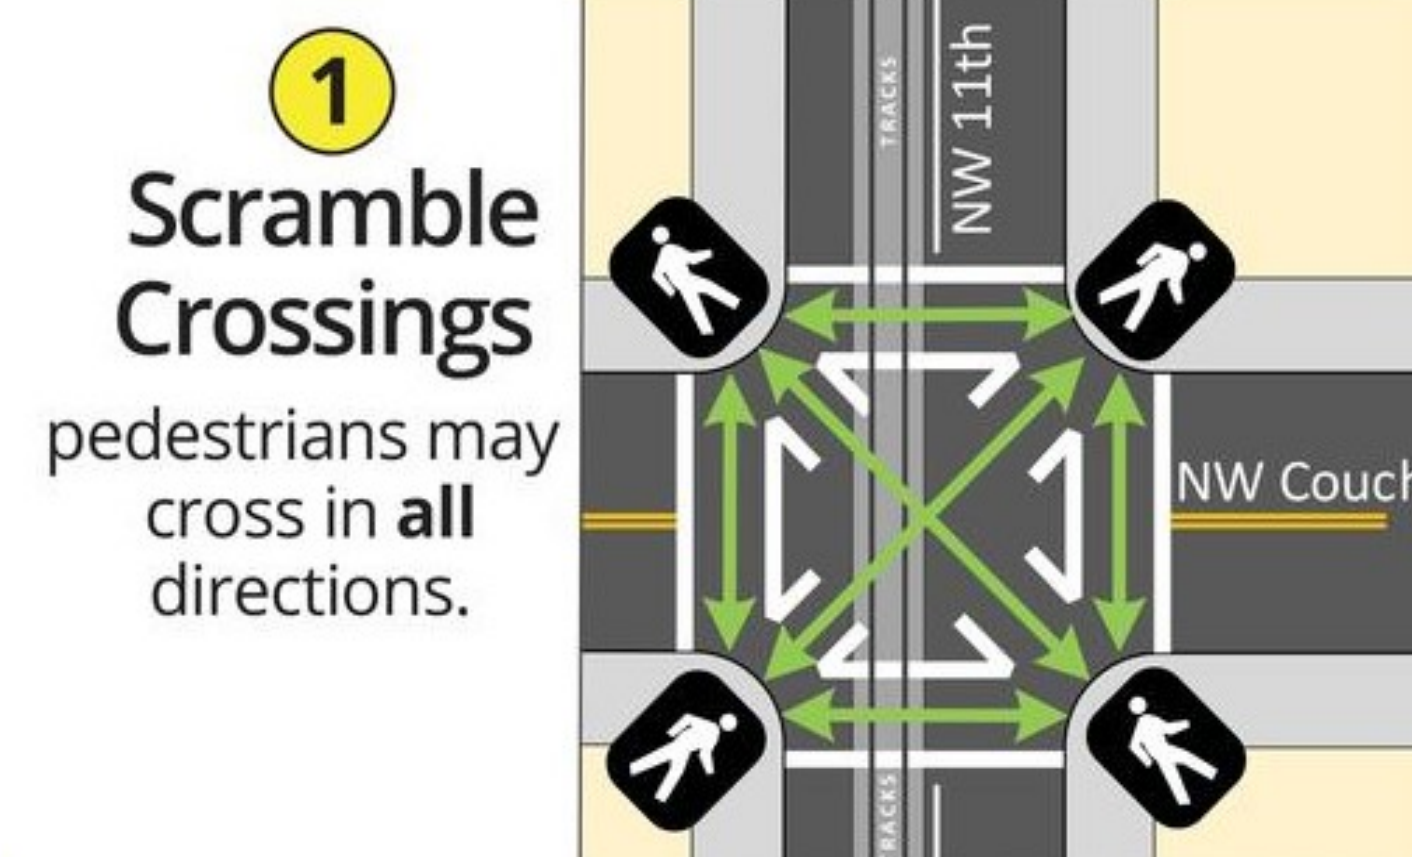 1
Scramble
Crossings
pedestrians may
cross in all
directions.
TRACKS
NW 11th
NW Couch
TRACKS